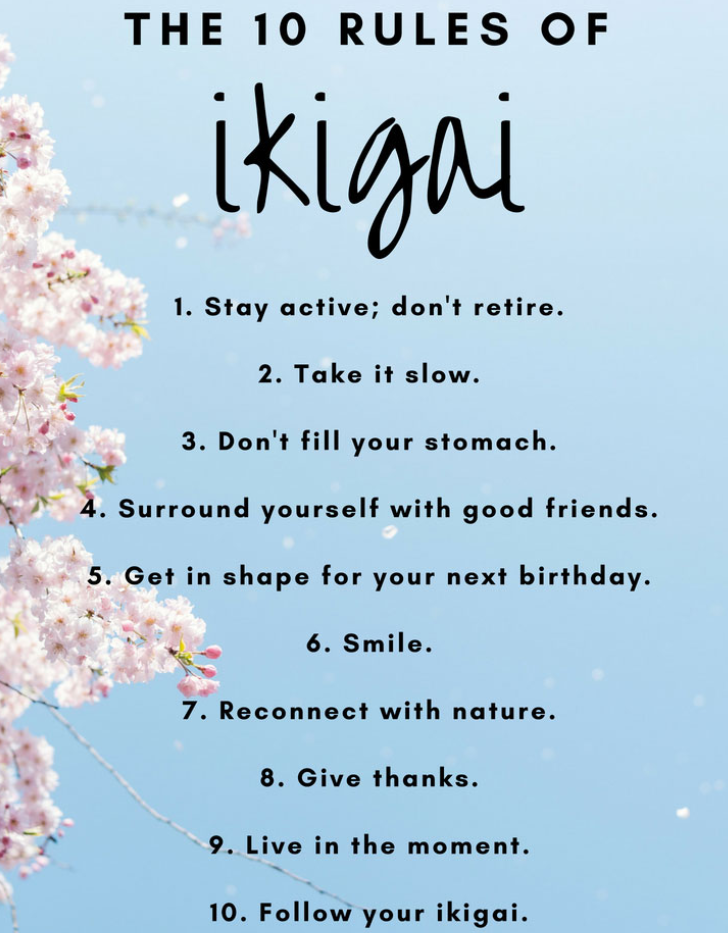 THE 10 RULES OF
ikigai
1. Stay active; don't retire.
2. Take it slow.
3. Don't fill your stomach.
4. Surround yourself with good friends.
5. Get in shape for your next birthday.
6. Smile.
7. Reconnect with nature.
8. Give thanks.
9. Live in the moment.
10. Follow your ikigai.